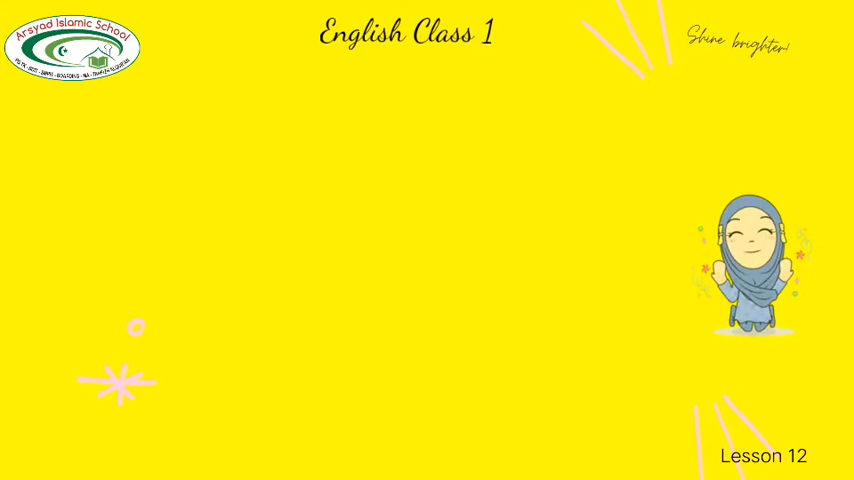 Arsyad Islamic School
English Class 1
Shine brighter!
Lesson 12